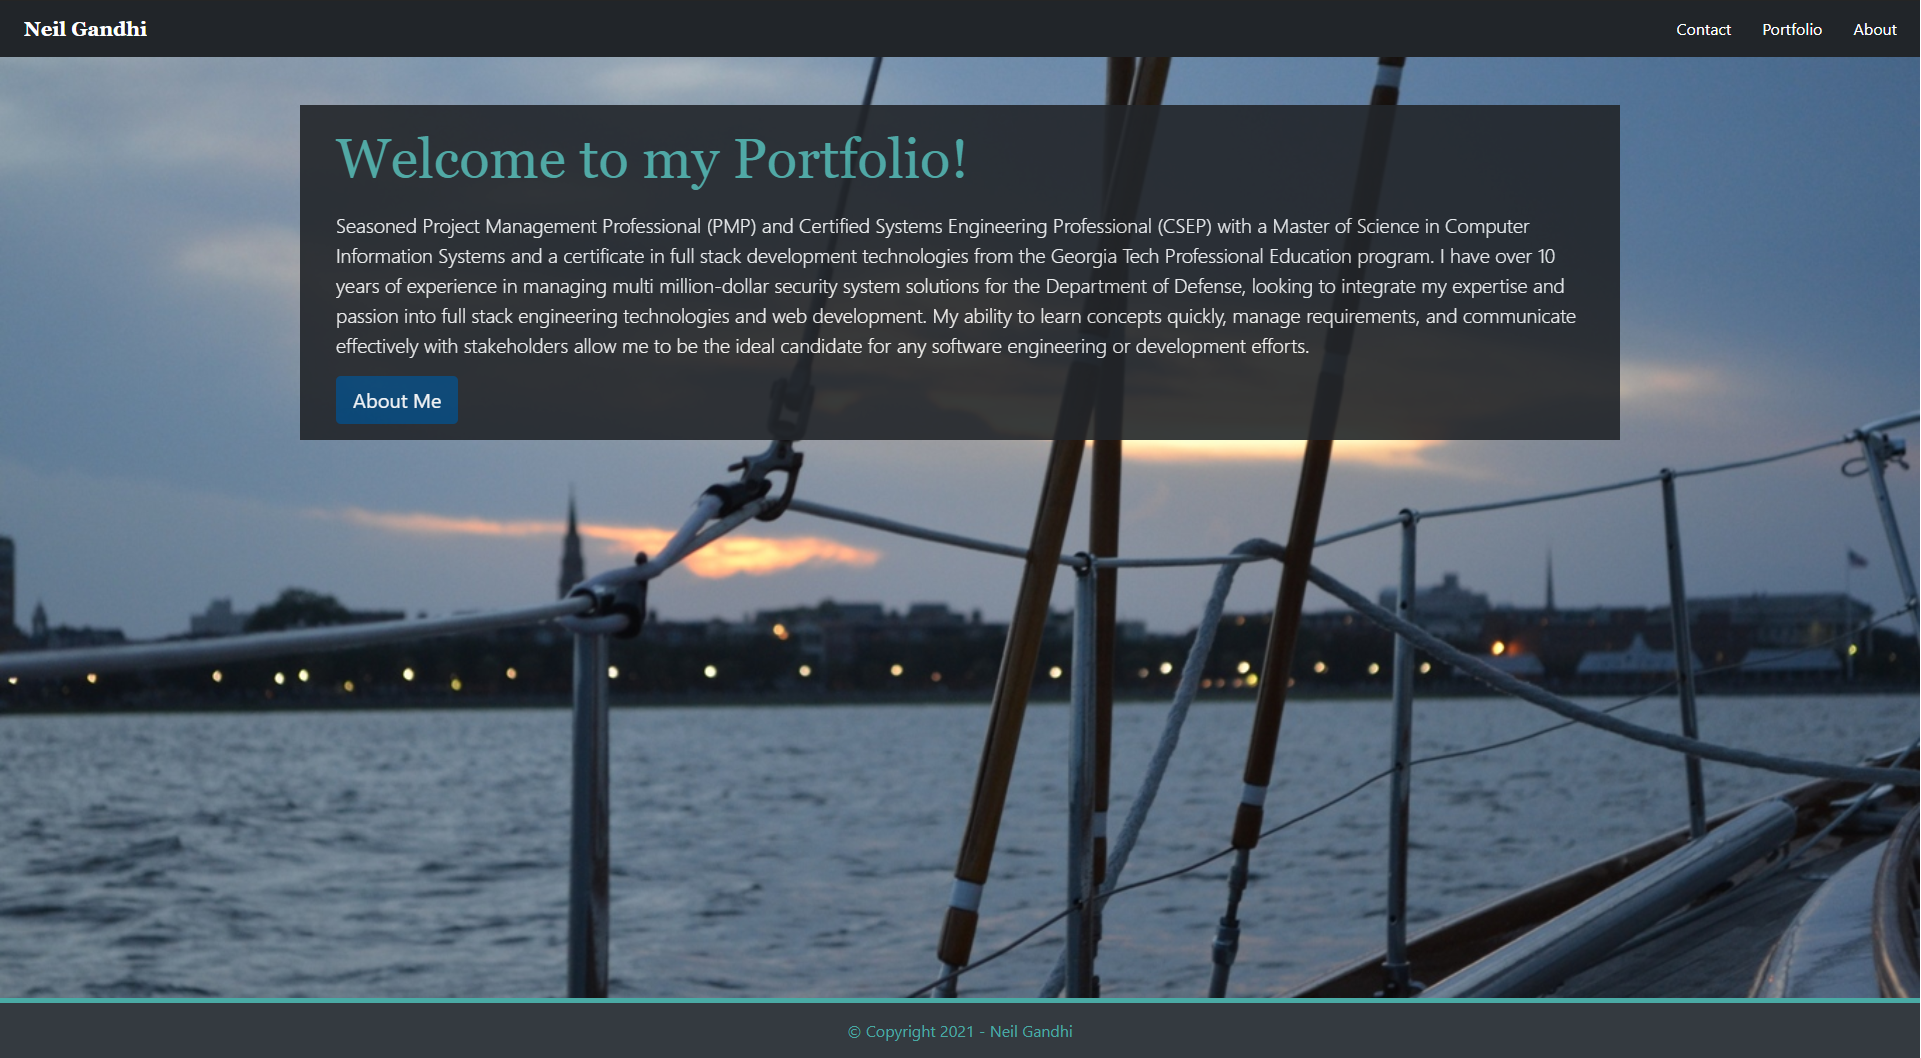 Neil Gandhi
Contact
Portfolio
About
Welcome to my Portfolio!
Seasoned Project Management Professional (PMP) and Certified Systems Engineering Professional (CSEP) with a Master of Science in Computer
Information Systems and a certificate in full stack development technologies from the Georgia Tech Professional Education program. I have over 10
years of experience in managing multi million-dollar security system solutions for the Department of Defense, looking to integrate my expertise and
passion into full stack engineering technologies and web development. My ability to learn concepts quickly, manage requirements, and communicate
effectively with stakeholders allow me to be the ideal candidate for any software engineering or development efforts.
About Me
© Copyright 2021 - Neil Gandhi